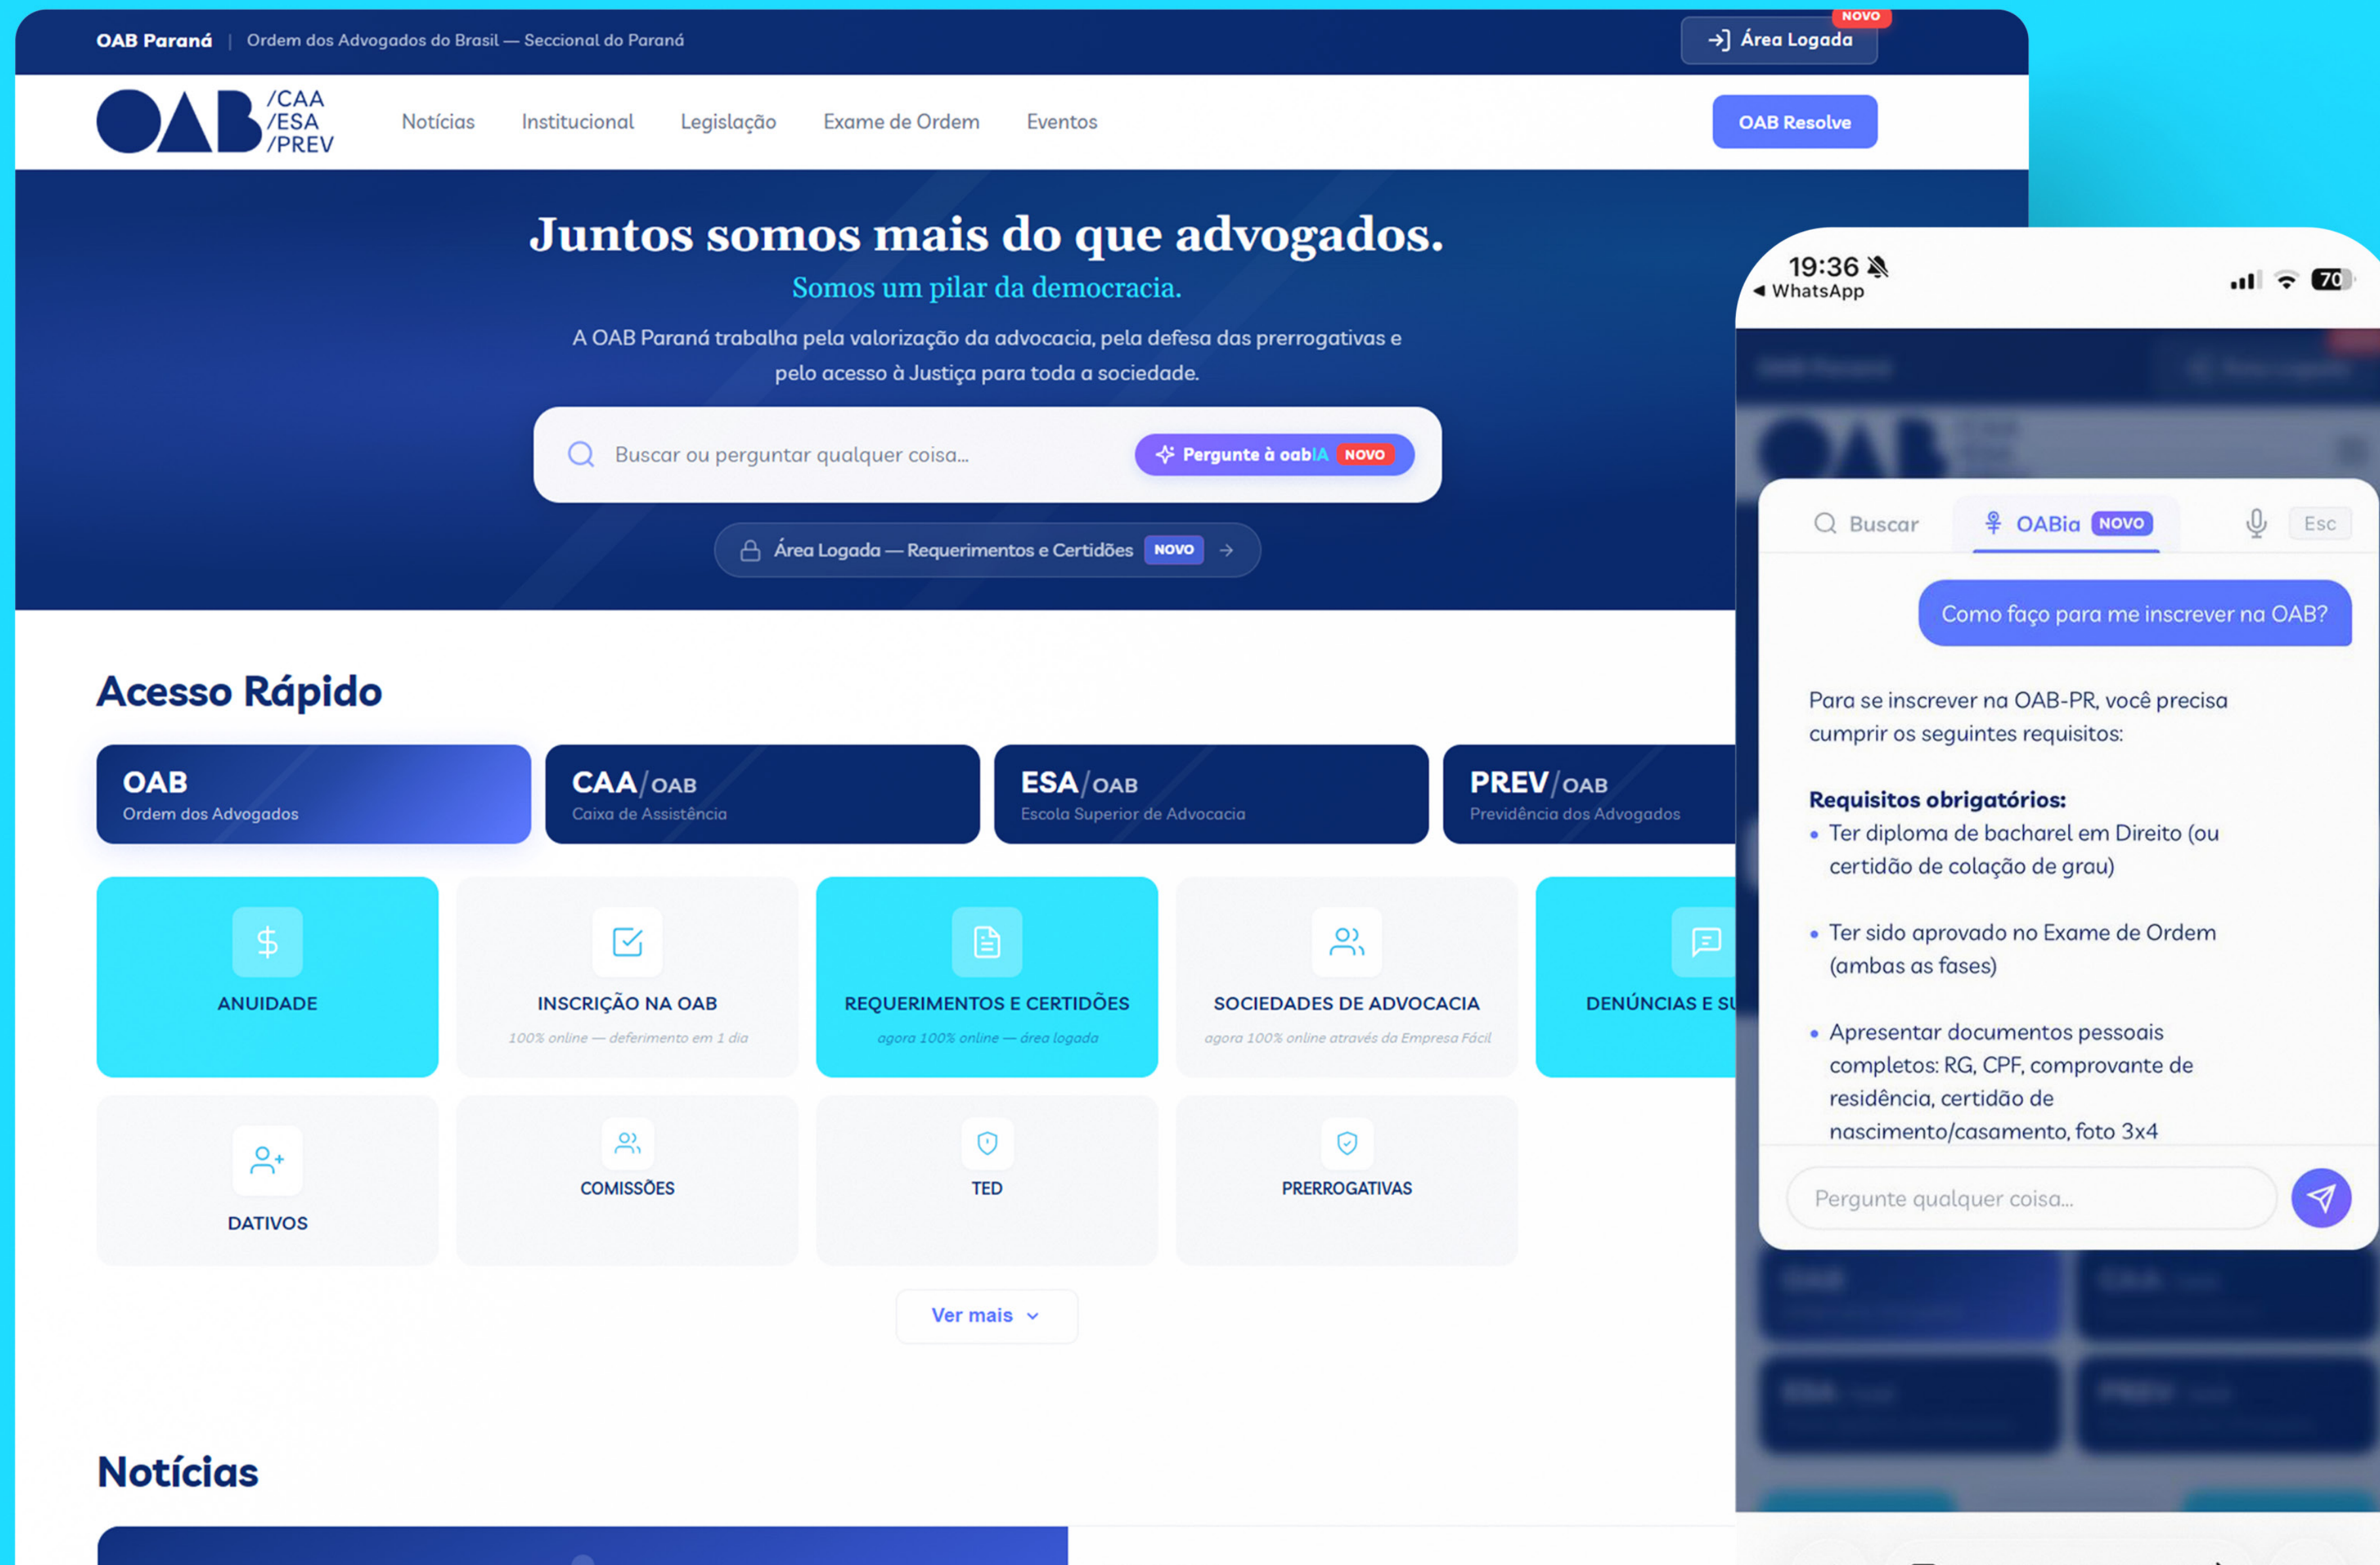 OAB Paraná | Ordem dos Advogados do Brasil — Seccional do Paraná
NOVO
Área Logada
OAB
/CAA
/ESA
/PREV
Notícias
Institucional
Legislação
Exame de Ordem
Eventos
OAB Resolve
Juntos somos mais do que advogados.
Somos um pilar da democracia.
A OAB Paraná trabalha pela valorização da advocacia, pela defesa das prerrogativas e
pelo acesso à Justiça para toda a sociedade.
Buscar ou perguntar qualquer coisa...
Pergunte à oabIA NOVO
Área Logada — Requerimentos e Certidões NOVO
Acesso Rápido
OAB
Ordem dos Advogados
CAA/OAB
Caixa de Assistência
ESA/OAB
Escola Superior de Advocacia
PREV/OAB
Previdência dos Advogados
ANUIDADE
INSCRIÇÃO NA OAB
100% online — deferimento em 1 dia
REQUERIMENTOS E CERTIDÕES
agora 100% online — área logada
SOCIEDADES DE ADVOCACIA
agora 100% online através da Empresa Fácil
DENÚNCIAS E SU
DATIVOS
COMISSÕES
TED
PRERROGATIVAS
Ver mais
Notícias
19:36
WhatsApp
70
Buscar
OABia NOVO
Esc
Como faço para me inscrever na OAB?
Para se inscrever na OAB-PR, você precisa
cumprir os seguintes requisitos:
Requisitos obrigatórios:
• Ter diploma de bacharel em Direito (ou
certidão de colação de grau)
• Ter sido aprovado no Exame de Ordem
(ambas as fases)
• Apresentar documentos pessoais
completos: RG, CPF, comprovante de
residência, certidão de
nascimento/casamento, foto 3x4
Pergunte qualquer coisa...